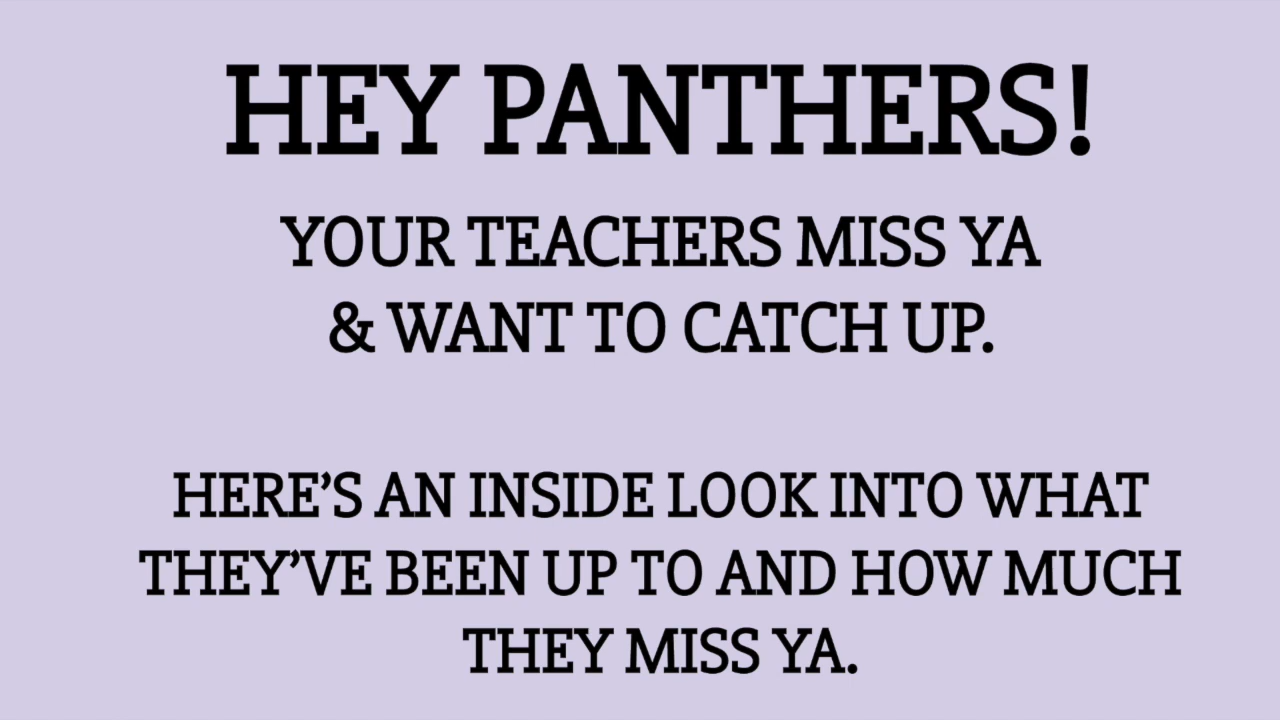 HEY PANTHERS!
YOUR TEACHERS MISS YA
& WANT TO CATCH UP.
HERE’S AN INSIDE LOOK INTO WHAT
THEY’VE BEEN UP TO AND HOW MUCH
THEY MISS YA.